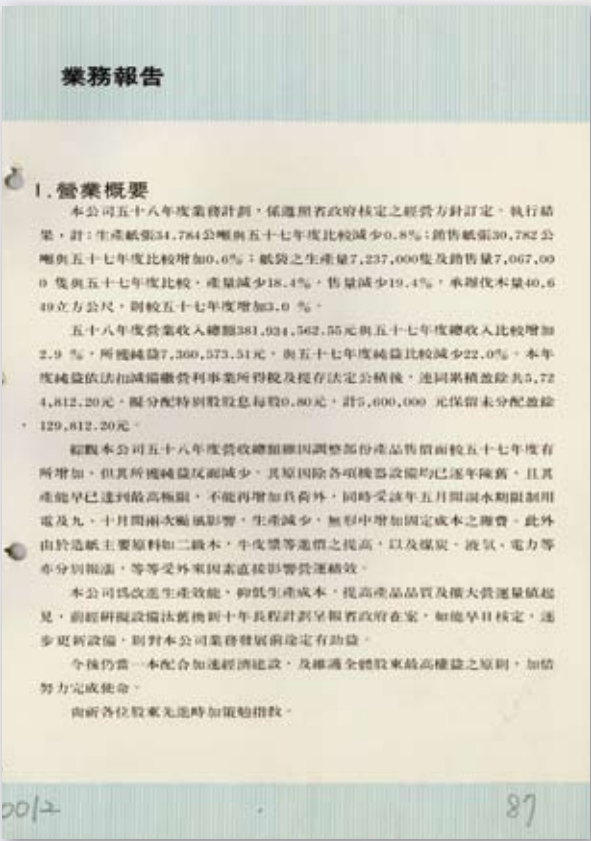 業務報告
1.營業概要
本公司五十八年度業務計劃,係遵照省政府核定之經營方針訂定。執行結
果,計:生產紙張34,784公噸與五十七年度比較減少0.8%;銷售紙張30,782公
噸與五十七年度比較增加0.6%;紙袋之生產量7,237,000隻及銷售量7,067,00
0 隻與五十七年度比較,產量減少18.4%,售量減少19.4%,承辦伐木量40,6
49立方公尺,則較五十七年度增加3.0 %。
五十八年度營業收入總額381,934,562.55元與五十七年度總收入比較增加
2.9 %,所獲純益7,360,573.51元,與五十七年度純益比較減少22.0%。本年
度純益依法扣減備繳營利事業所得稅及提存法定公積後,連同累積盈餘共5,72
4,812.20元,擬分配特別股股息每股0.80元,計5,600,000 元保留未分配盈餘
129,812.20元。
綜觀本公司五十八年度營收總額雖因調整部份產品售價而較五十七年度有
所增加,但其所獲純益反而減少,其原因除各項機器設備均已逐年陳舊,且其
產能早已達到最高極限,不能再增加負荷外,同時受該年五月間涸水期限制用
電及九、十月間兩次颱風影響,生產減少,無形中增加固定成本之攤費。此外
由於造紙主要原料如二級木,牛皮漿等進價之提高,以及煤炭、液氯、電力等
亦分別報漲,等等受外來因素直接影響營運績效。
本公司為改進生產效能,抑低生產成本,提高產品品質及擴大營運量值起
見,前經研擬設備汰舊換新十年長程計劃呈報省政府在案,如能早日核定,逐
步更新設備,則對本公司業務發展前途定有助益。
今後仍當一本配合加速經濟建設,及維護全體股東最高權益之原則,加倍
努力完成使命。
尚祈各位股東先進時加策勉指教。
00/2
87